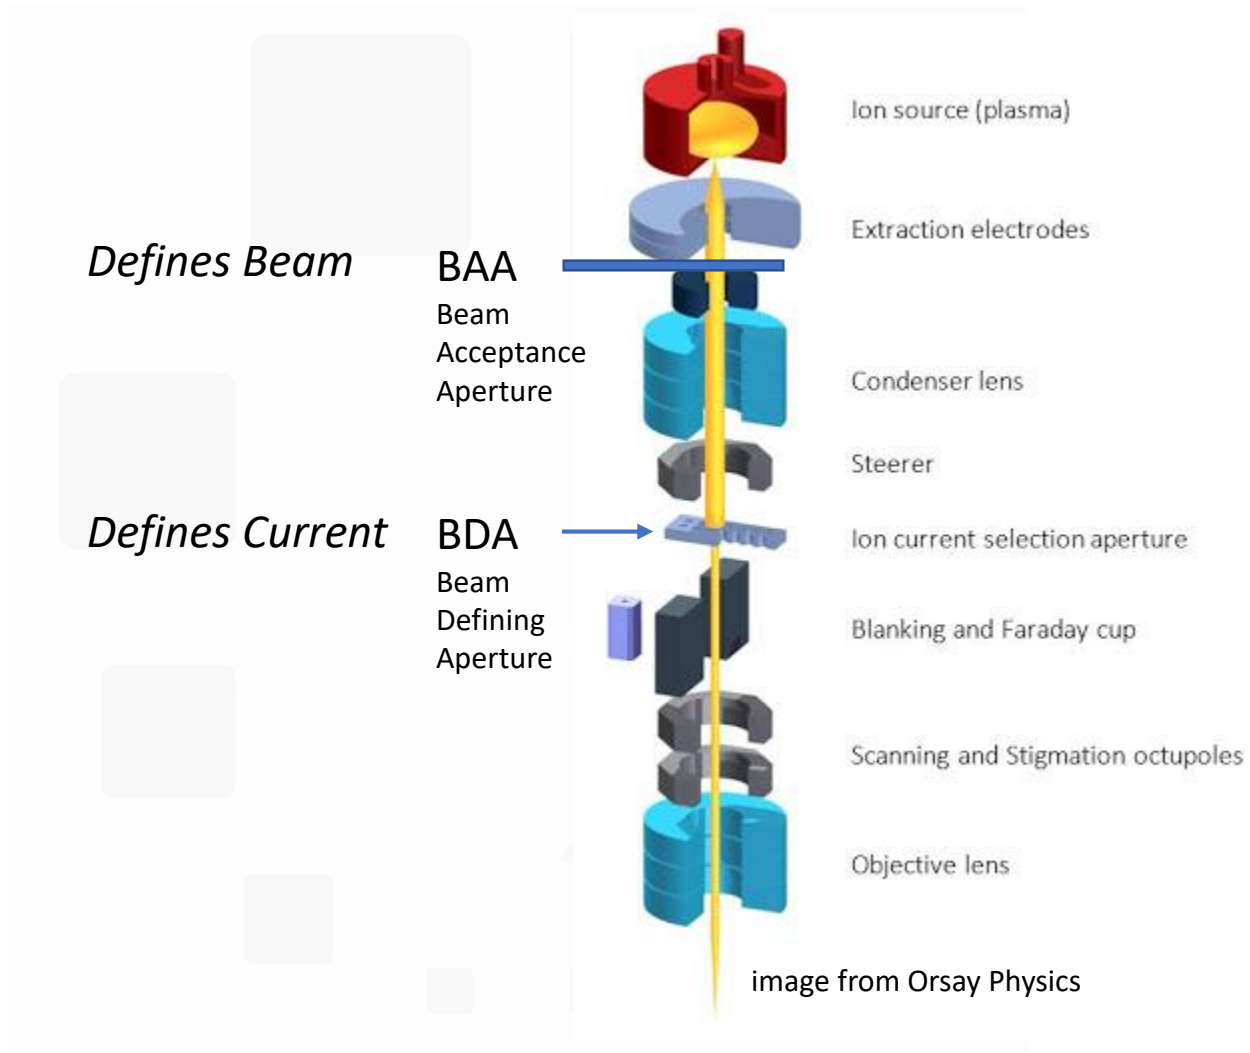 Ion source (plasma)
Extraction electrodes
Defines Beam
BAA
Beam
Acceptance
Aperture
Condenser lens
Steerer
Defines Current
BDA
Beam
Defining
Aperture
Ion current selection aperture
Blanking and Faraday cup
Scanning and Stigmation octupoles
Objective lens
image from Orsay Physics